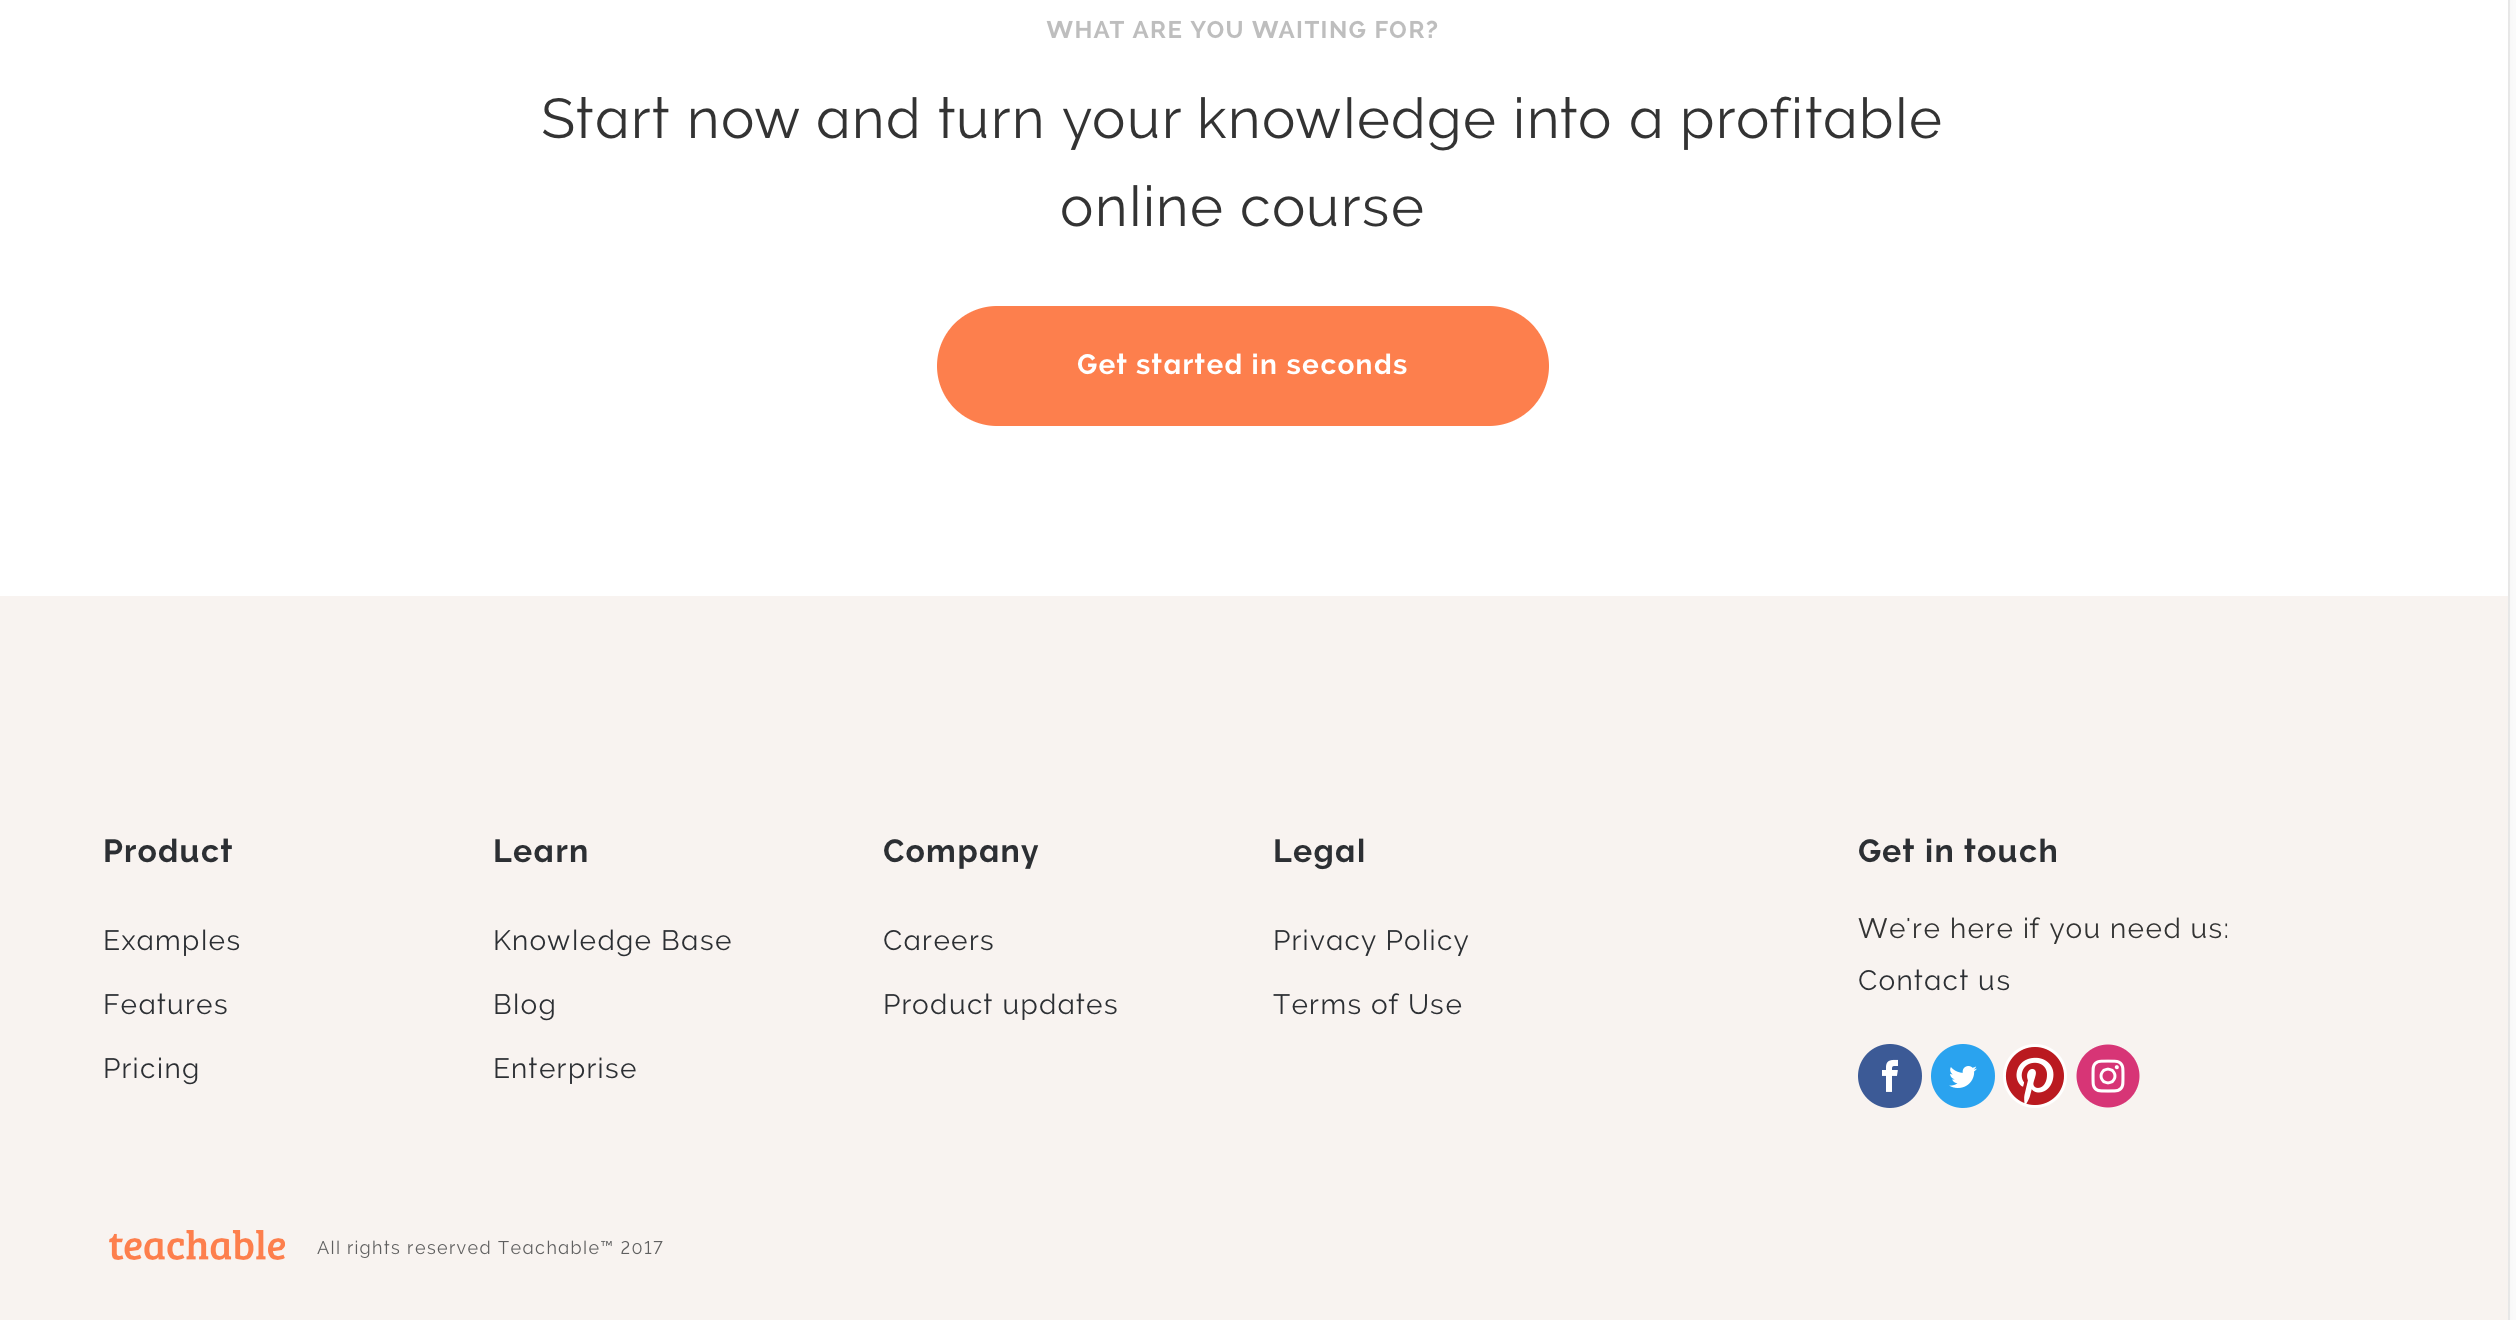 WHAT ARE YOU WAITING FOR?
Start now and turn your knowledge into a profitable
online course
Get started in seconds
Product
Examples
Features
Pricing
Learn
Knowledge Base
Blog
Enterprise
Company
Careers
Product updates
Legal
Privacy Policy
Terms of Use
Get in touch
We're here if you need us:
Contact us
teachable
All rights reserved Teachable™ 2017